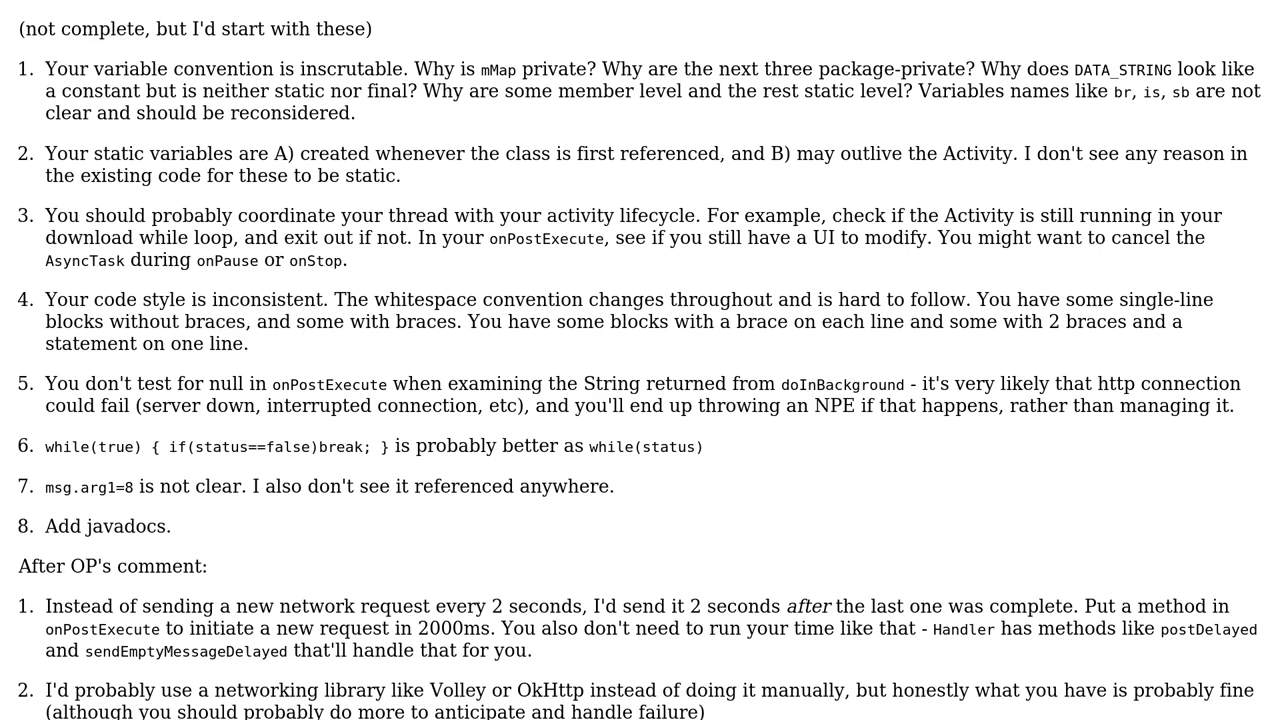 (not complete, but I'd start with these)
1. Your variable convention is inscrutable. Why is mMap private? Why are the next three package-private? Why does DATA_STRING look like
a constant but is neither static nor final? Why are some member level and the rest static level? Variables names like br, is, sb are not
clear and should be reconsidered.
2. Your static variables are A) created whenever the class is first referenced, and B) may outlive the Activity. I don't see any reason in
the existing code for these to be static.
3. You should probably coordinate your thread with your activity lifecycle. For example, check if the Activity is still running in your
download while loop, and exit out if not. In your onPostExecute, see if you still have a UI to modify. You might want to cancel the
AsyncTask during onPause or onStop.
4. Your code style is inconsistent. The whitespace convention changes throughout and is hard to follow. You have some single-line
blocks without braces, and some with braces. You have some blocks with a brace on each line and some with 2 braces and a
statement on one line.
5. You don't test for null in onPostExecute when examining the String returned from doInBackground - it's very likely that http connection
could fail (server down, interrupted connection, etc), and you'll end up throwing an NPE if that happens, rather than managing it.
6. while(true) { if(status==false)break; } is probably better as while(status)
7. msg.arg1=8 is not clear. I also don't see it referenced anywhere.
8. Add javadocs.
After OP's comment:
1. Instead of sending a new network request every 2 seconds, I'd send it 2 seconds after the last one was complete. Put a method in
onPostExecute to initiate a new request in 2000ms. You also don't need to run your time like that - Handler has methods like postDelayed
and sendEmptyMessageDelayed that'll handle that for you.
2. I'd probably use a networking library like Volley or OkHttp instead of doing it manually, but honestly what you have is probably fine
(although you should probably do more to anticipate and handle failure)